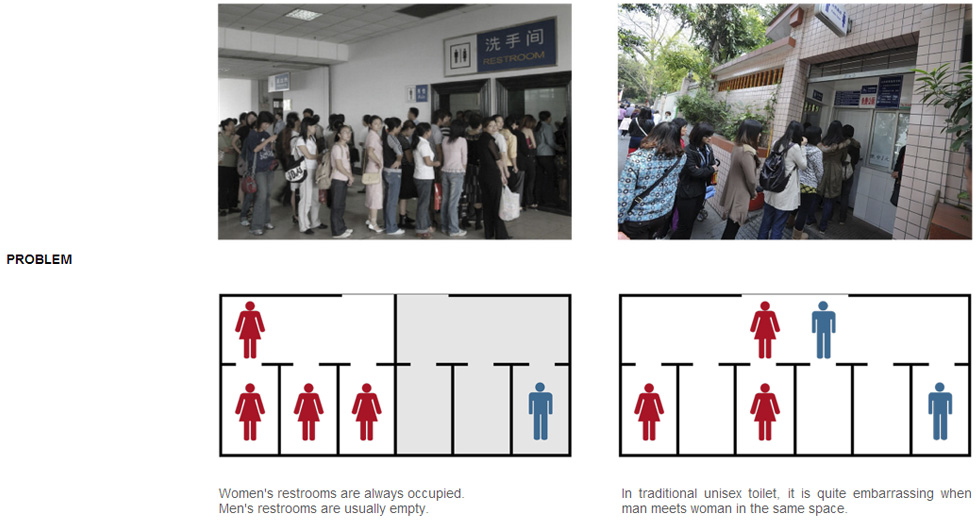 洗手间
RESTROOM
PROBLEM
Women's restrooms are always occupied.
Men's restrooms are usually empty.
In traditional unisex toilet, it is quite embarrassing when
man meets woman in the same space.